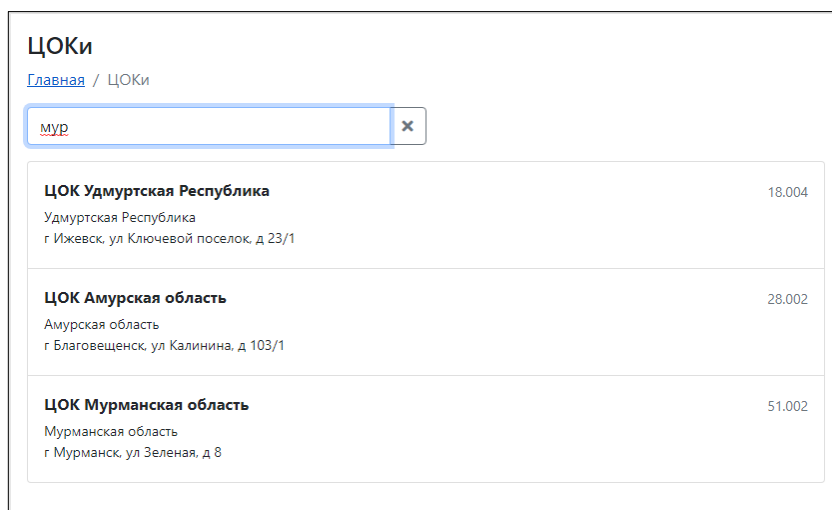 ЦОКи
Главная / ЦОКи
мур
ЦОК Удмуртская Республика 18.004
Удмуртская Республика
г Ижевск, ул Ключевой поселок, д 23/1
ЦОК Амурская область 28.002
Амурская область
г Благовещенск, ул Калинина, д 103/1
ЦОК Мурманская область 51.002
Мурманская область
г Мурманск, ул Зеленая, д 8